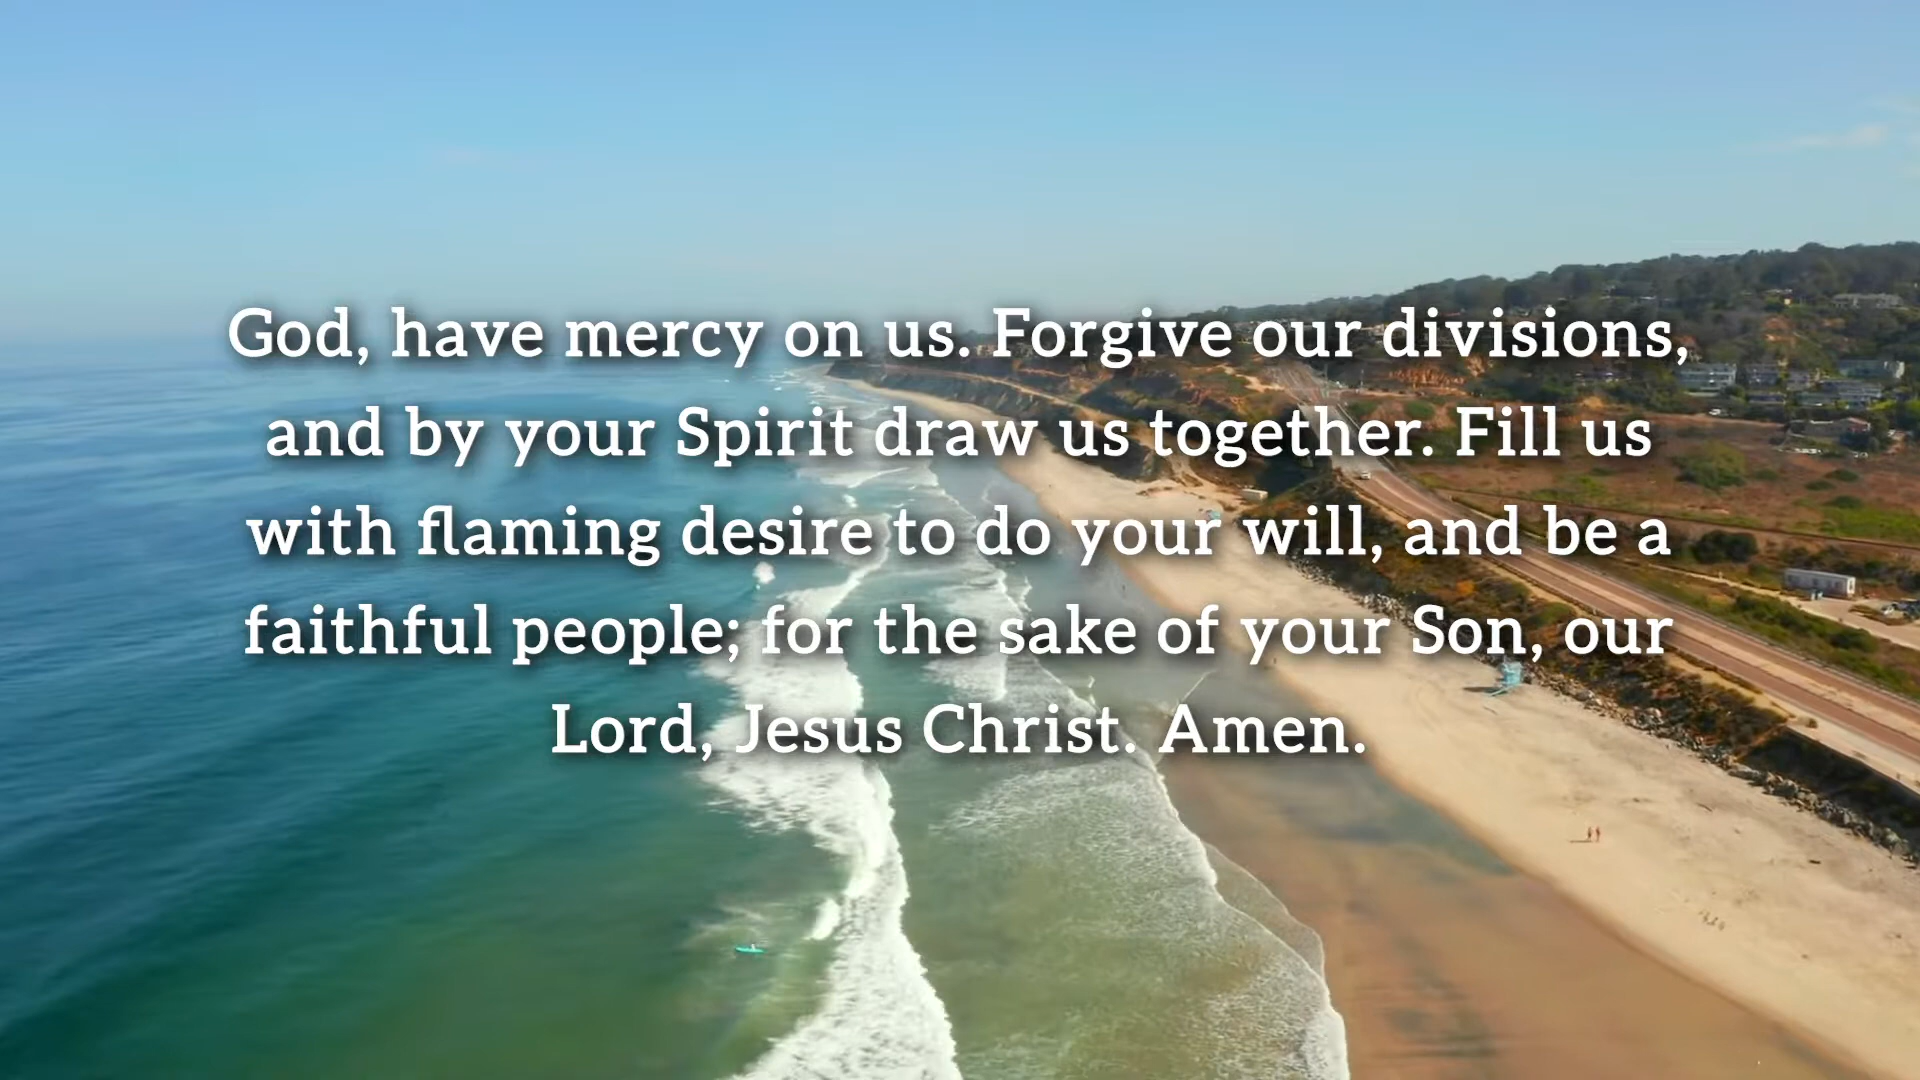 God, have mercy on us. Forgive our divisions,
and by your Spirit draw us together. Fill us
with flaming desire to do your will, and be a
faithful people; for the sake of your Son, our
Lord, Jesus Christ. Amen.